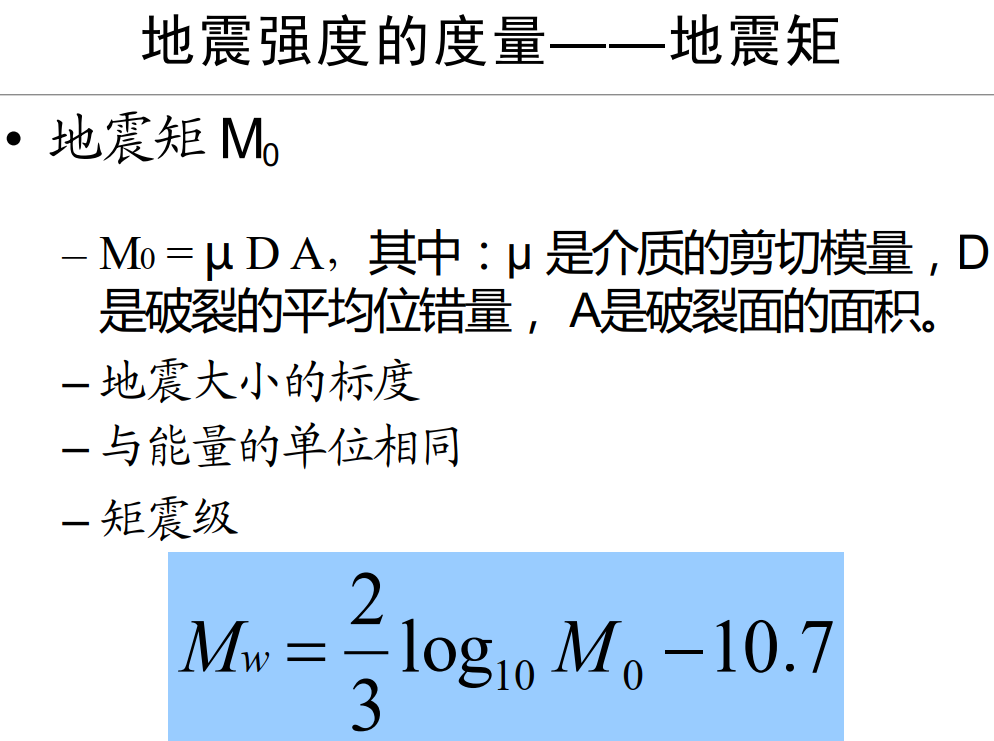 地震强度的度量——地震矩
• 地震矩 M₀
– M₀ = μ D A，其中：μ 是介质的剪切模量，D
是破裂的平均位错量， A是破裂面的面积。
– 地震大小的标度
– 与能量的单位相同
– 矩震级
M_w = 2/3 log₁₀ M₀ − 10.7